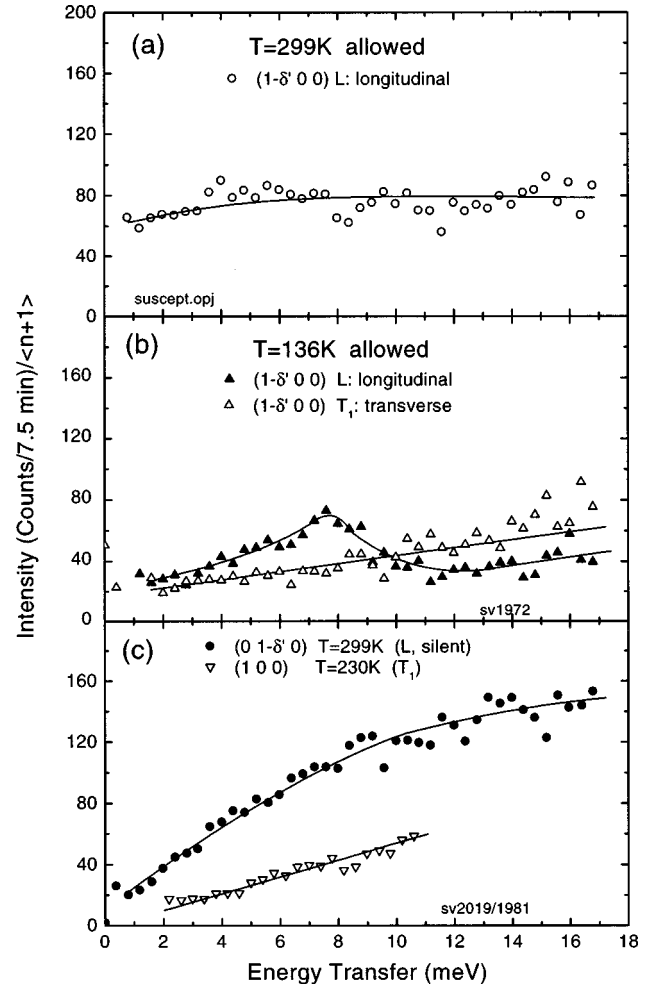 Intensity (Counts/7.5 min)/<n+1>
200
160
120
80
40
0
(a)
T=299K allowed
(1-δ' 0 0) L: longitudinal
suscept.opj
160
120
80
40
0
(b)
T=136K allowed
(1-δ' 0 0) L: longitudinal
(1-δ' 0 0) T₁: transverse
sv1972
160
120
80
40
0
(c)
(0 1-δ' 0) T=299K (L, silent)
(1 0 0) T=230K (T₁)
sv2019/1981
0 2 4 6 8 10 12 14 16 18
Energy Transfer (meV)